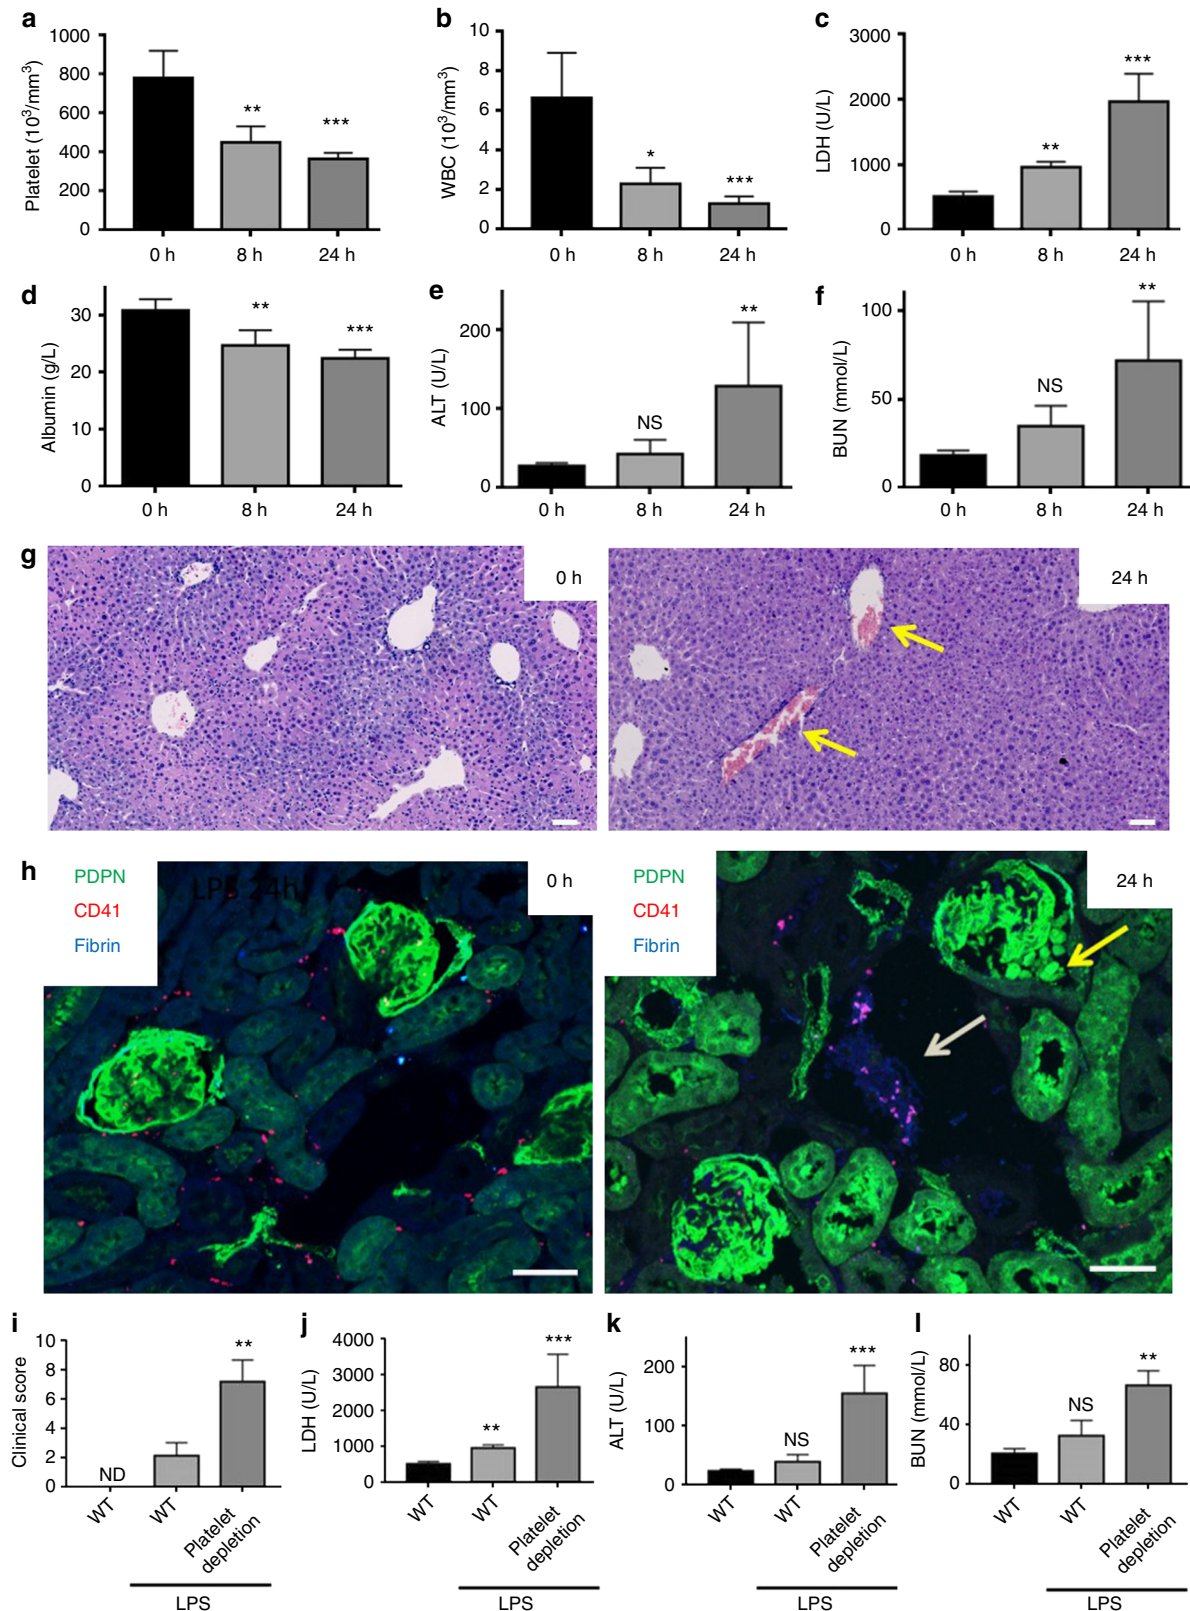 a
Platelet (10³/mm³)
1000
800
600
400
200
0
**
***
0 h
8 h
24 h
b
WBC (10³/mm³)
10
8
6
4
2
0
*
***
0 h
8 h
24 h
c
LDH (U/L)
3000
2000
1000
0
**
***
0 h
8 h
24 h
d
Albumin (g/L)
30
20
10
0
**
***
0 h
8 h
24 h
e
ALT (U/L)
200
100
0
NS
**
0 h
8 h
24 h
f
BUN (mmol/L)
100
50
0
NS
**
0 h
8 h
24 h
g
0 h
24 h
h
PDPN
CD41
Fibrin
LPS 24h
0 h
PDPN
CD41
Fibrin
24 h
i
Clinical score
10
8
6
4
2
0
ND
**
WT
WT
Platelet
depletion
LPS
j
LDH (U/L)
4000
3000
2000
1000
0
**
***
WT
WT
Platelet
depletion
LPS
k
ALT (U/L)
200
100
0
NS
***
WT
WT
Platelet
depletion
LPS
l
BUN (mmol/L)
80
40
0
NS
**
WT
WT
Platelet
depletion
LPS